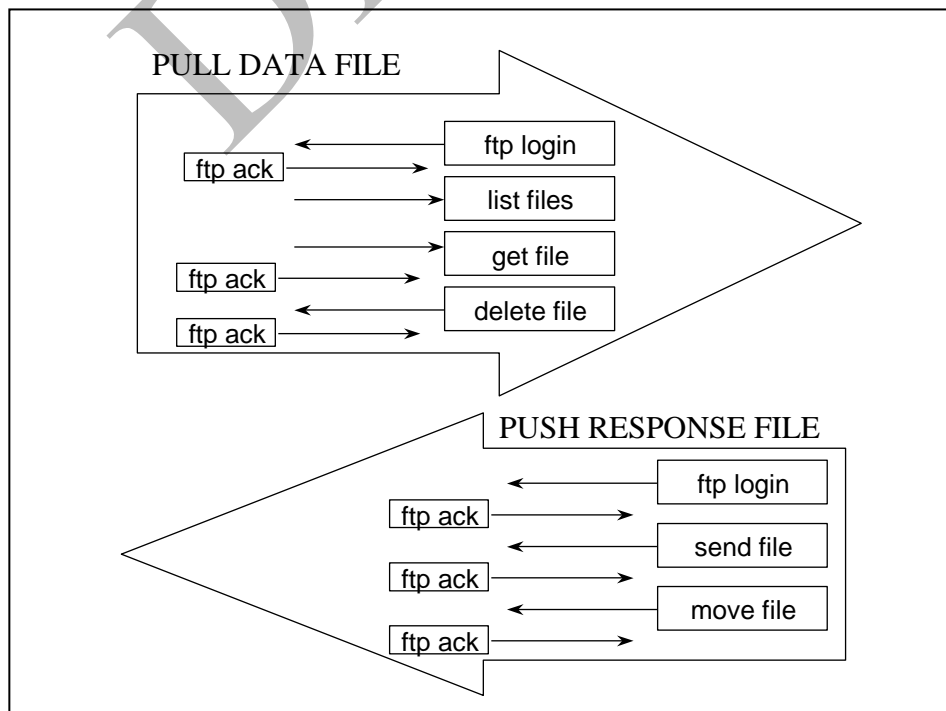 PULL DATA FILE
ftp login
ftp ack
list files
get file
ftp ack
delete file
ftp ack
PUSH RESPONSE FILE
ftp login
ftp ack
send file
ftp ack
move file
ftp ack